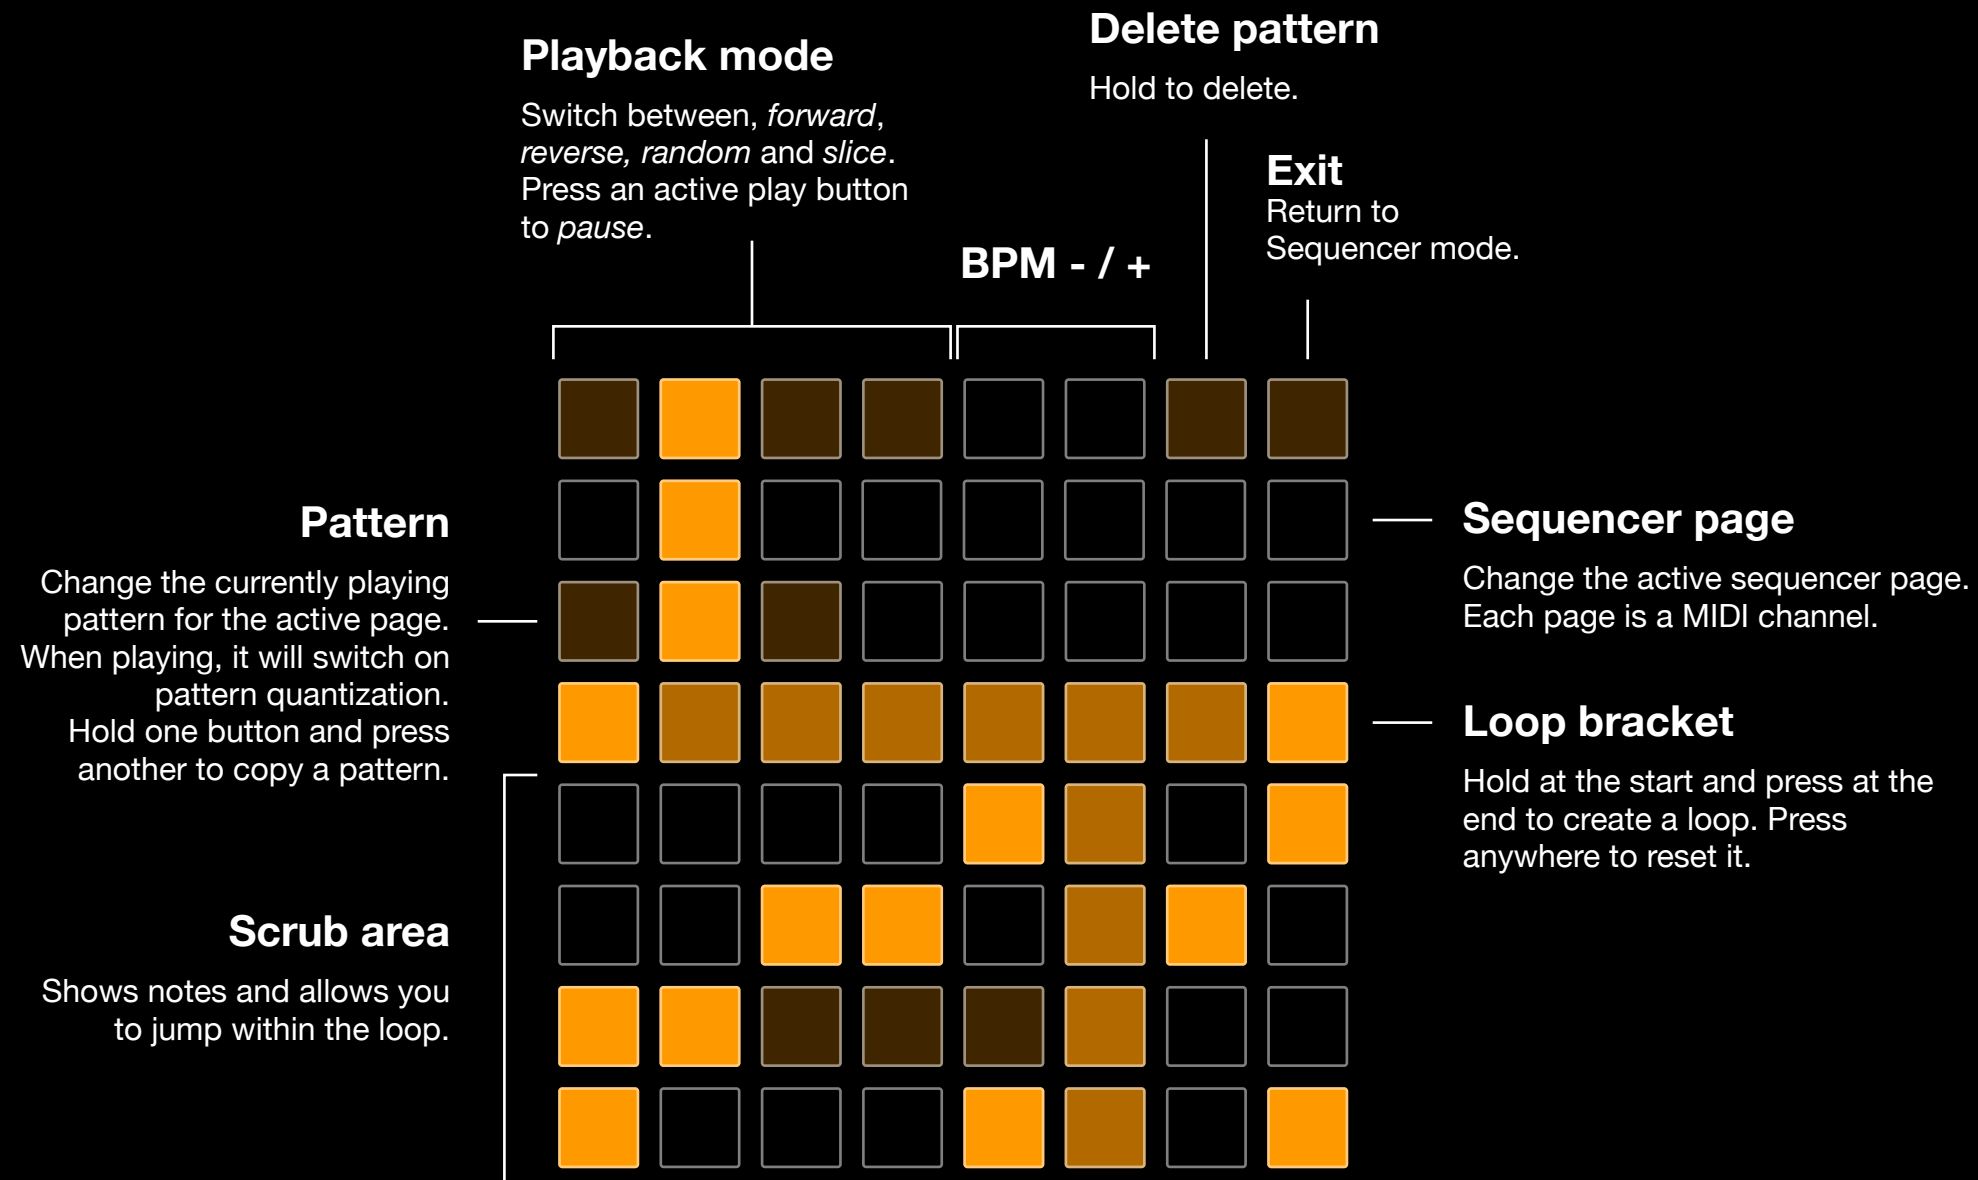 Playback mode
Switch between, forward,
reverse, random and slice.
Press an active play button
to pause.
BPM - / +
Delete pattern
Hold to delete.
Exit
Return to
Sequencer mode.
Pattern
Change the currently playing
pattern for the active page.
When playing, it will switch on
pattern quantization.
Hold one button and press
another to copy a pattern.
Scrub area
Shows notes and allows you
to jump within the loop.
Sequencer page
Change the active sequencer page.
Each page is a MIDI channel.
Loop bracket
Hold at the start and press at the
end to create a loop. Press
anywhere to reset it.